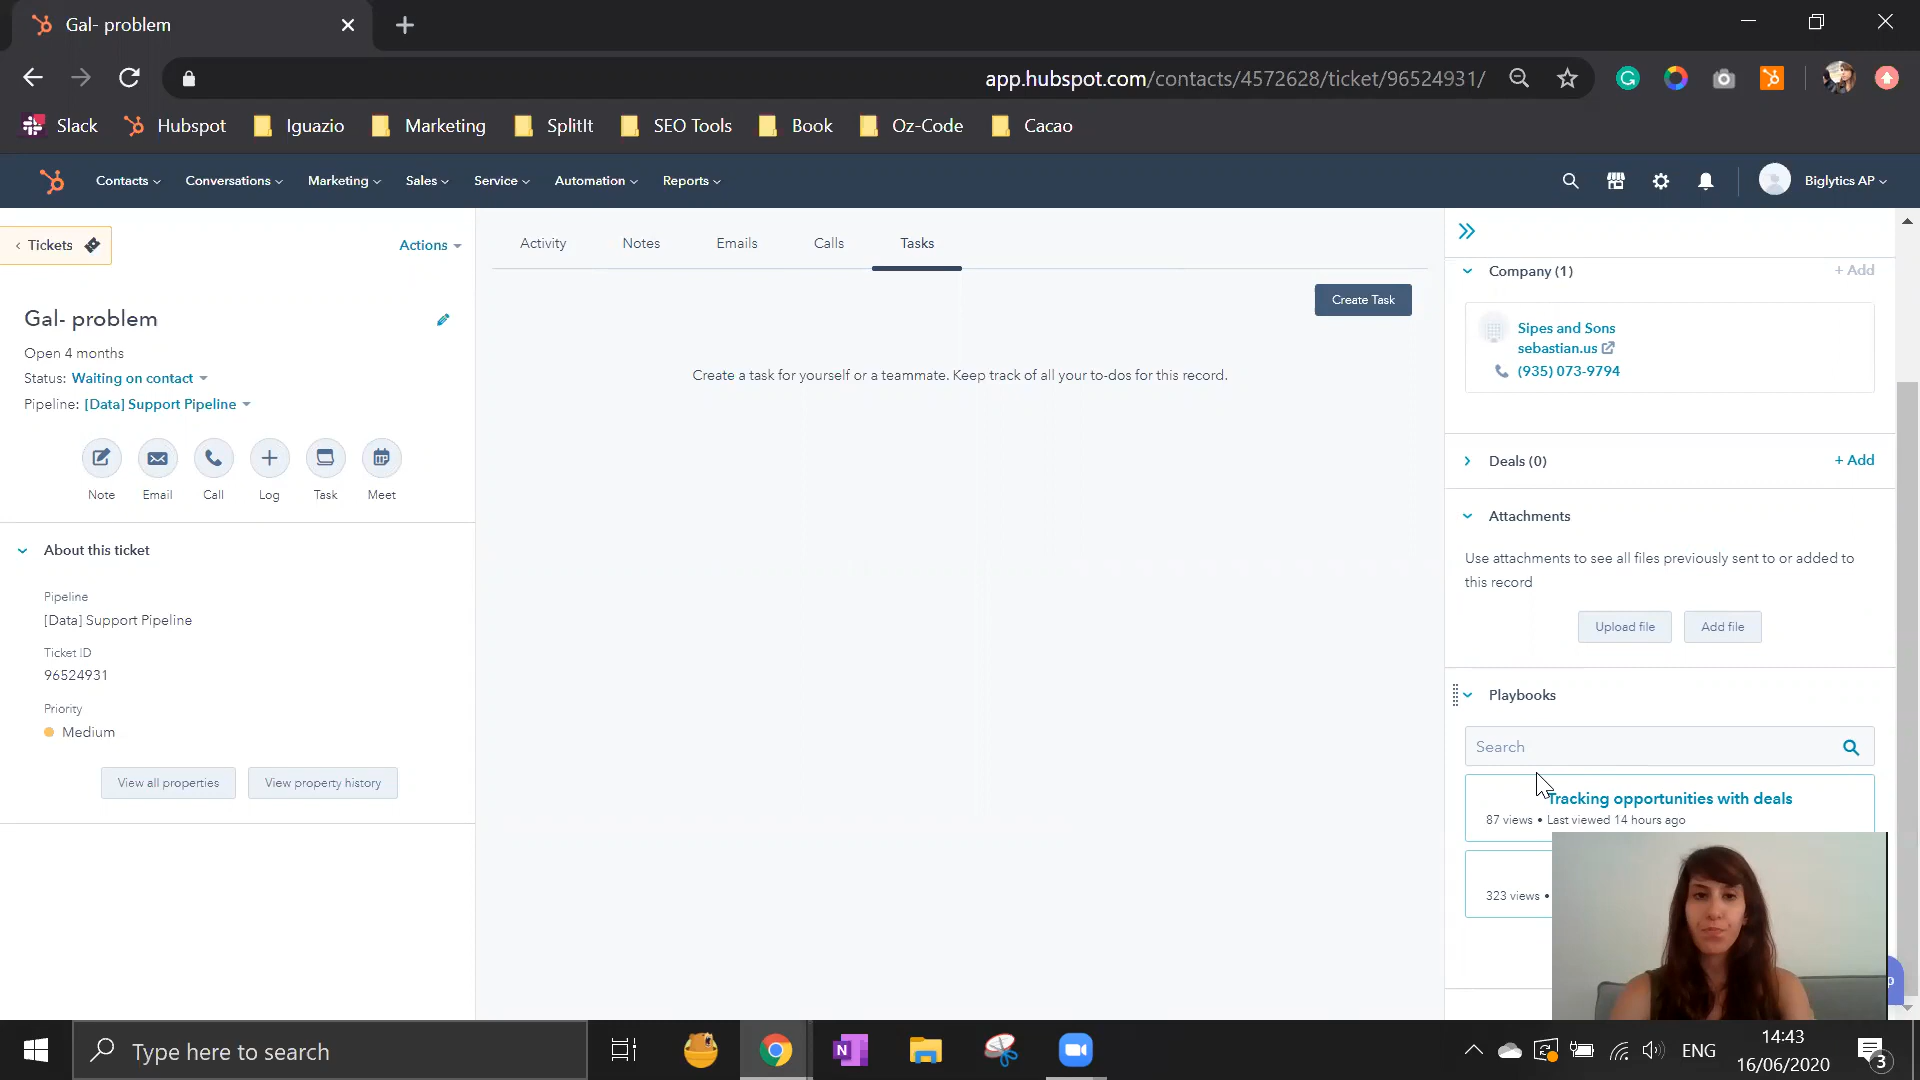 Gal- problem
app.hubspot.com/contacts/4572628/ticket/96524931/
Slack Hubspot Iguazio Marketing SplitIt SEO Tools Book Oz-Code Cacao
Contacts Conversations Marketing Sales Service Automation Reports Biglytics AP
Tickets Actions
Gal- problem
Open 4 months
Status: Waiting on contact
Pipeline: [Data] Support Pipeline
Note Email Call Log Task Meet
About this ticket
Pipeline
[Data] Support Pipeline
Ticket ID
96524931
Priority
Medium
View all properties View property history
Activity Notes Emails Calls Tasks
Create Task
Create a task for yourself or a teammate. Keep track of all your to-dos for this record.
Company (1) + Add
Sipes and Sons
sebastian.us
(935) 073-9794
Deals (0) + Add
Attachments
Use attachments to see all files previously sent to or added to
this record
Upload file Add file
Playbooks
Search
Tracking opportunities with deals
87 views • Last viewed 14 hours ago
323 views •
Type here to search
N
ENG
14:43
16/06/2020
3